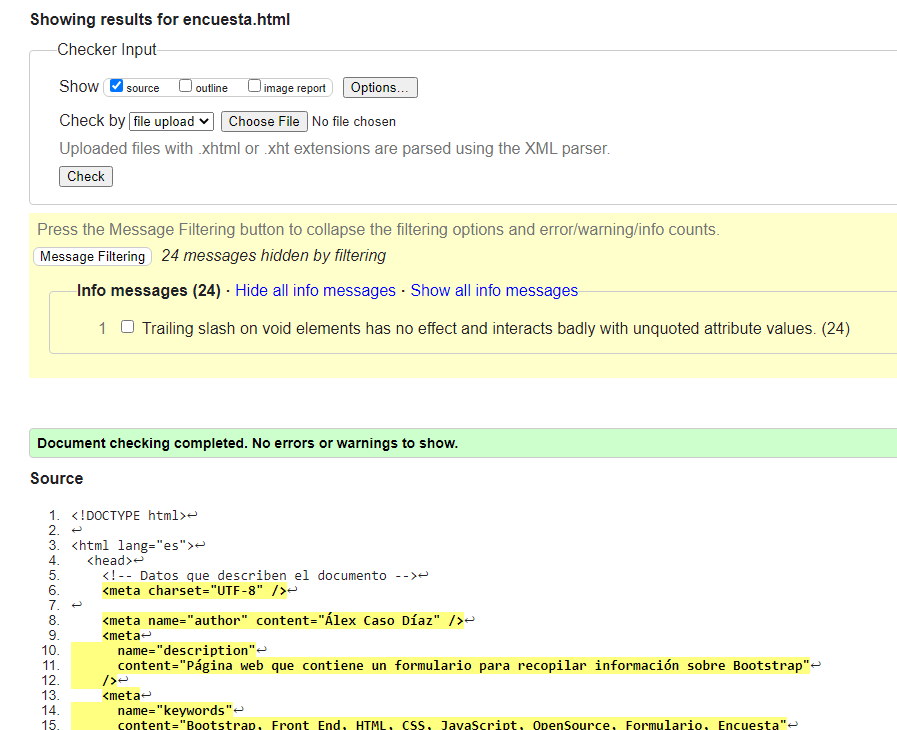 Showing results for encuesta.html
Checker Input
Show source outline image report Options...
Check by file upload Choose File No file chosen
Uploaded files with .xhtml or .xht extensions are parsed using the XML parser.
Check
Press the Message Filtering button to collapse the filtering options and error/warning/info counts.
Message Filtering 24 messages hidden by filtering
Info messages (24) · Hide all info messages · Show all info messages
1 Trailing slash on void elements has no effect and interacts badly with unquoted attribute values. (24)
Document checking completed. No errors or warnings to show.
Source
1. <!DOCTYPE html>↩
2. ↩
3. <html lang="es">↩
4. <head>↩
5. <!-- Datos que describen el documento -->↩
6. <meta charset="UTF-8" />↩
7. ↩
8. <meta name="author" content="Álex Caso Díaz" />↩
9. <meta↩
10. name="description"↩
11. content="Página web que contiene un formulario para recopilar información sobre Bootstrap"↩
12. />↩
13. <meta↩
14. name="keywords"↩
15. content="Bootstrap, Front End, HTML, CSS, JavaScript, OpenSource, Formulario, Encuesta"↩